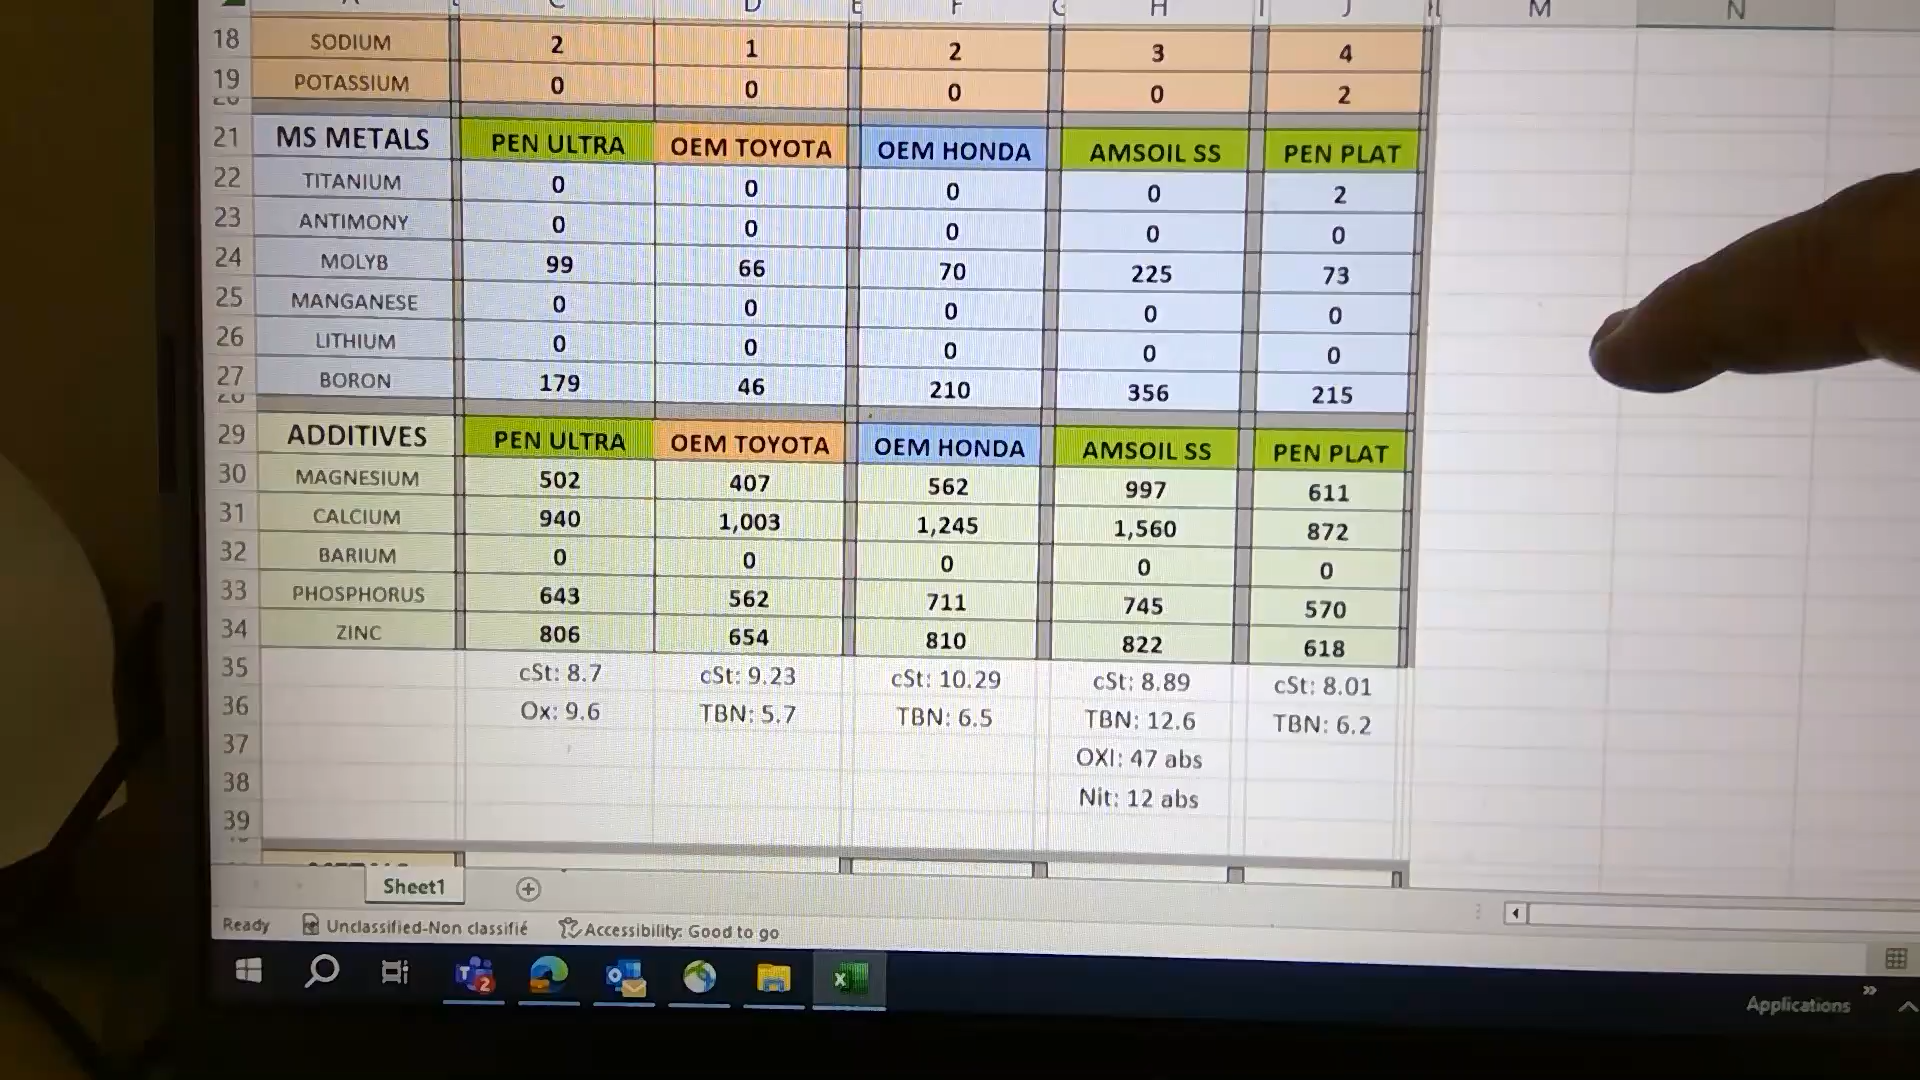 C D E F G H I J M N
18 SODIUM 2 1 2 3 4
19 POTASSIUM 0 0 0 0 2
20
21 MS METALS PEN ULTRA OEM TOYOTA OEM HONDA AMSOIL SS PEN PLAT
22 TITANIUM 0 0 0 0 2
23 ANTIMONY 0 0 0 0 0
24 MOLYB 99 66 70 225 73
25 MANGANESE 0 0 0 0 0
26 LITHIUM 0 0 0 0 0
27 BORON 179 46 210 356 215
28
29 ADDITIVES PEN ULTRA OEM TOYOTA OEM HONDA AMSOIL SS PEN PLAT
30 MAGNESIUM 502 407 562 997 611
31 CALCIUM 940 1,003 1,245 1,560 872
32 BARIUM 0 0 0 0 0
33 PHOSPHORUS 643 562 711 745 570
34 ZINC 806 654 810 822 618
35 cSt: 8.7 cSt: 9.23 cSt: 10.29 cSt: 8.89 cSt: 8.01
36 Ox: 9.6 TBN: 5.7 TBN: 6.5 TBN: 12.6 TBN: 6.2
37 OXI: 47 abs
38 Nit: 12 abs
39
Sheet1
Ready Unclassified-Non classifié Accessibility: Good to go
T 2 X Applications